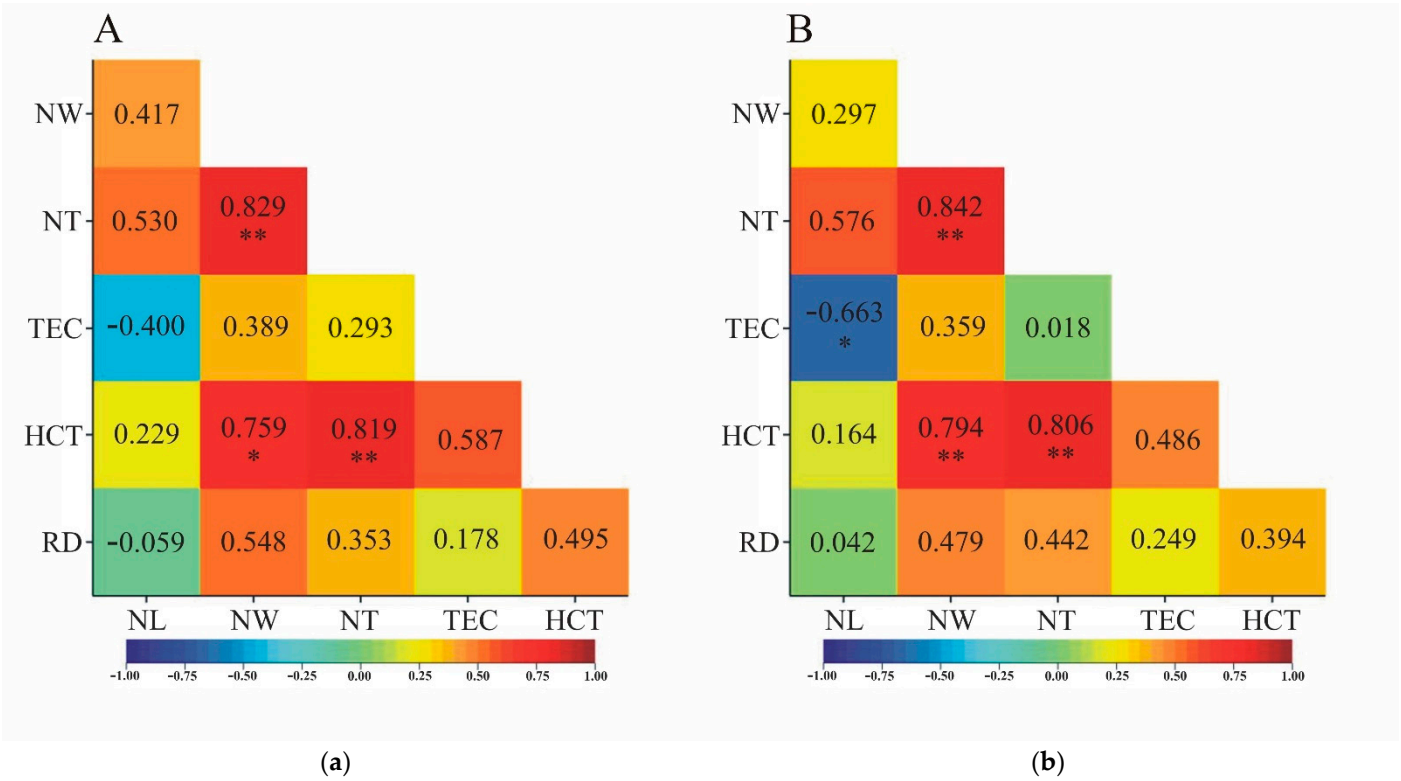 A
NW
0.417
NT
0.530
0.829
**
TEC
-0.400
0.389
0.293
HCT
0.229
0.759
*
0.819
**
0.587
RD
-0.059
0.548
0.353
0.178
0.495
NL
NW
NT
TEC
HCT
-1.00
-0.75
-0.50
-0.25
0.00
0.25
0.50
0.75
1.00
(a)
B
NW
0.297
NT
0.576
0.842
**
TEC
-0.663
*
0.359
0.018
HCT
0.164
0.794
**
0.806
**
0.486
RD
0.042
0.479
0.442
0.249
0.394
NL
NW
NT
TEC
HCT
-1.00
-0.75
-0.50
-0.25
0.00
0.25
0.50
0.75
1.00
(b)